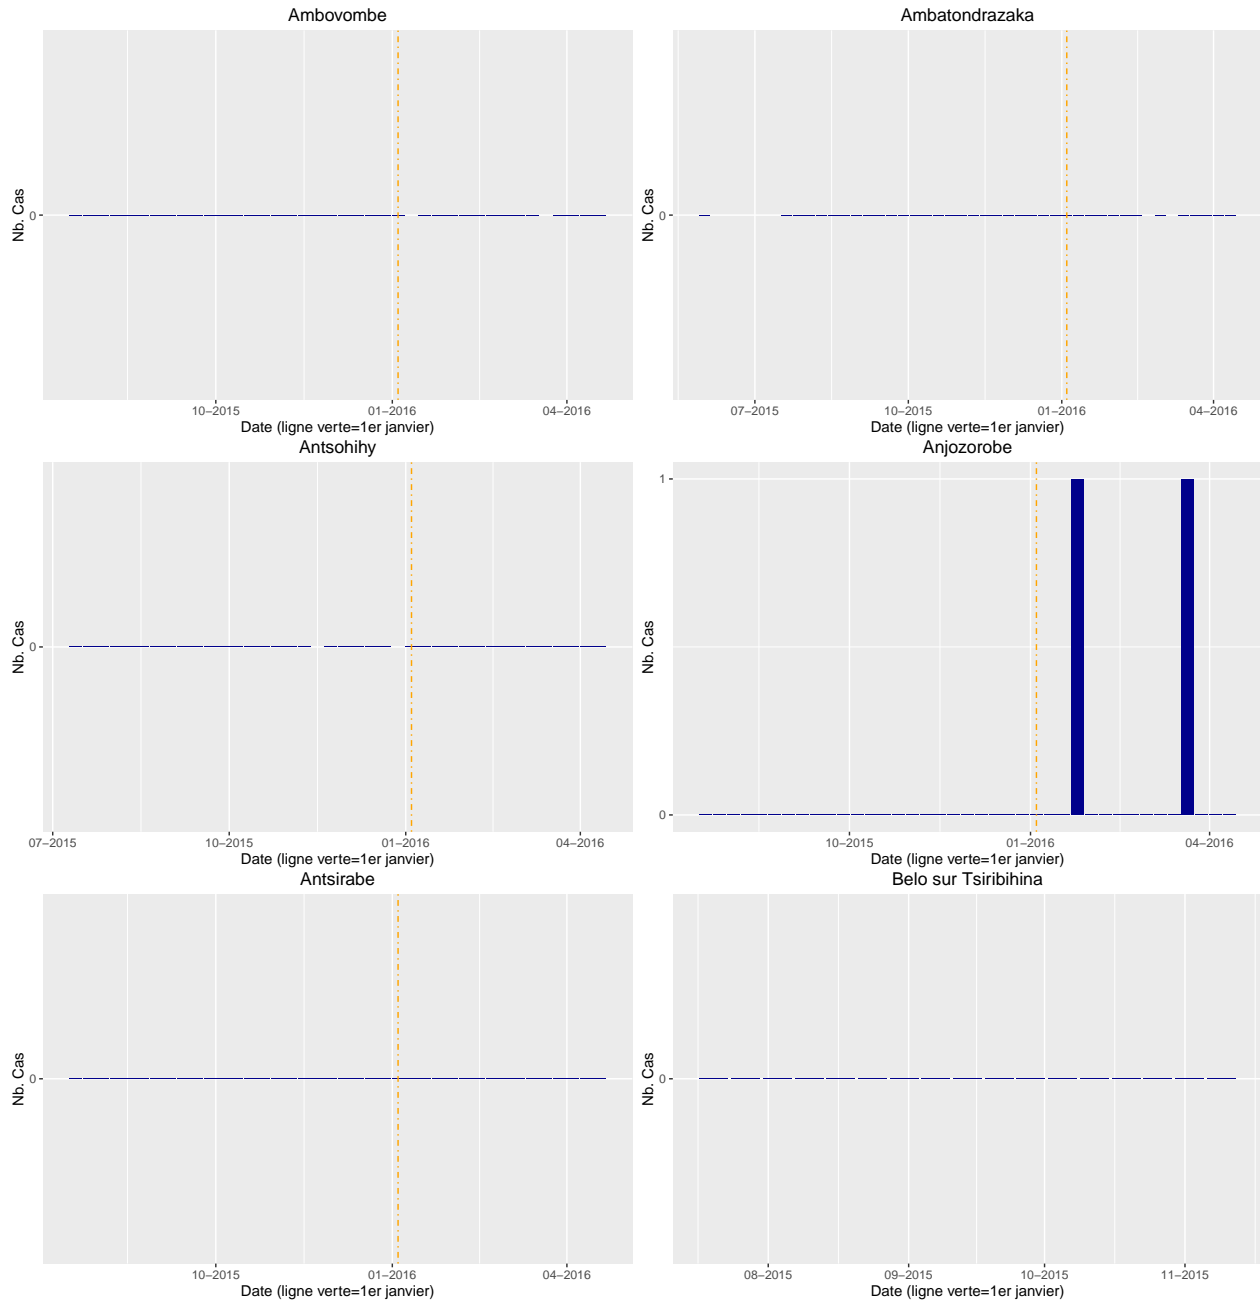 Ambovombe
Nb. Cas
0
10–2015 01–2016 04–2016
Date (ligne verte=1er janvier)
Ambatondrazaka
Nb. Cas
0
07–2015 10–2015 01–2016 04–2016
Date (ligne verte=1er janvier)
Antsohihy
Nb. Cas
0
07–2015 10–2015 01–2016 04–2016
Date (ligne verte=1er janvier)
Anjozorobe
Nb. Cas
1
0
10–2015 01–2016 04–2016
Date (ligne verte=1er janvier)
Antsirabe
Nb. Cas
0
10–2015 01–2016 04–2016
Date (ligne verte=1er janvier)
Belo sur Tsiribihina
Nb. Cas
0
08–2015 09–2015 10–2015 11–2015
Date (ligne verte=1er janvier)